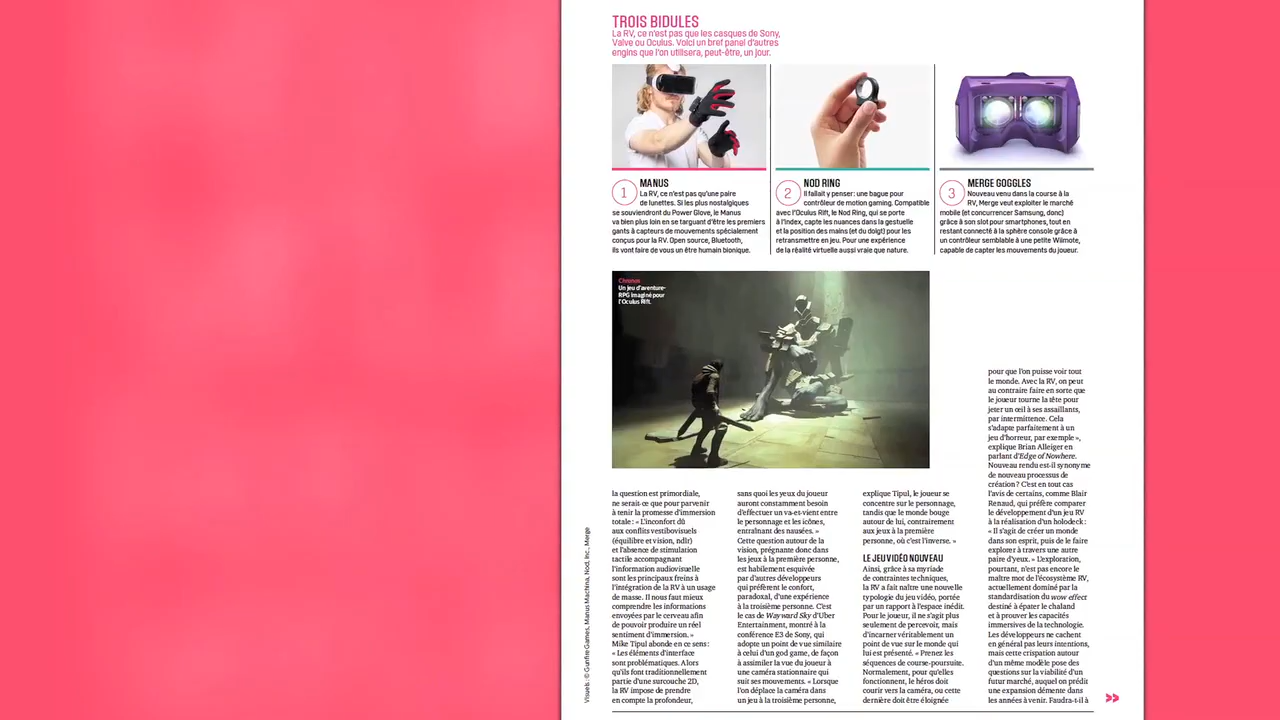 TROIS BIDULES
La RV, ce n'est pas que les casques de Sony,
Valve ou Oculus. Voici un bref panel d'autres
engins que l'on utilisera, peut-être, un jour.
1
MANUS
La RV, ce n'est pas qu'une paire
de lunettes. Si les plus nostalgiques
se souviendront du Power Glove, le Manus
va bien plus loin en se targuant d'être les premiers
gants à capteurs de mouvements spécialement
conçus pour la RV. Open source, Bluetooth,
ils vont faire de vous un être humain bionique.
2
NOD RING
Il fallait y penser: une bague pour
contrôleur de motion gaming. Compatible
avec l'Oculus Rift, le Nod Ring, qui se porte
à l'index, capte les nuances dans la gestuelle
et la position des mains (et du doigt) pour les
retransmettre en jeu. Pour une expérience
de la réalité virtuelle aussi vraie que nature.
3
MERGE GOGGLES
Nouveau venu dans la course à la
RV, Merge veut exploiter le marché
mobile (et concurrencer Samsung, donc)
grâce à son slot pour smartphones, tout en
restant connecté à la sphère console grâce à
un contrôleur semblable à une petite Wiimote,
capable de capter les mouvements du joueur.
Chronos
Un jeu d'aventure-
RPG imaginé pour
l'Oculus Rift.
la question est primordiale,
ne serait-ce que pour parvenir
à tenir la promesse d'immersion
totale : « L'inconfort dû
aux conflits vestibovisuels
(équilibre et vision, ndlr)
et l'absence de stimulation
tactile accompagnant
l'information audiovisuelle
sont les principaux freins à
l'intégration de la RV à un usage
de masse. Il nous faut mieux
comprendre les informations
envoyées par le cerveau afin
de pouvoir produire un réel
sentiment d'immersion. »
Mike Tipul abonde en ce sens :
« Les éléments d'interface
sont problématiques. Alors
qu'ils font traditionnellement
partie d'une surcouche 2D,
la RV impose de prendre
en compte la profondeur,
sans quoi les yeux du joueur
auront constamment besoin
d'effectuer un va-et-vient entre
le personnage et les icônes,
entraînant des nausées. »
Cette question autour de la
vision, prégnante donc dans
les jeux à la première personne,
est habilement esquivée
par d'autres développeurs
qui préfèrent le confort,
paradoxal, d'une expérience
à la troisième personne. C'est
le cas de Wayward Sky d'Uber
Entertainment, montré à la
conférence E3 de Sony, qui
adopte un point de vue similaire
à celui d'un god game, de façon
à assimiler la vue du joueur à
une caméra stationnaire qui
suit ses mouvements. « Lorsque
l'on déplace la caméra dans
un jeu à la troisième personne,
explique Tipul, le joueur se
concentre sur le personnage,
tandis que le monde bouge
autour de lui, contrairement
aux jeux à la première
personne, où c'est l'inverse. »
LE JEU VIDÉO NOUVEAU
Ainsi, grâce à sa myriade
de contraintes techniques,
la RV a fait naître une nouvelle
typologie du jeu vidéo, portée
par un rapport à l'espace inédit.
Pour le joueur, il ne s'agit plus
seulement de percevoir, mais
d'incarner véritablement un
point de vue sur le monde qui
lui est présenté. « Prenez les
séquences de course-poursuite.
Normalement, pour qu'elles
fonctionnent, le héros doit
courir vers la caméra, ou cette
dernière doit être éloignée
pour que l'on puisse voir tout
le monde. Avec la RV, on peut
au contraire faire en sorte que
le joueur tourne la tête pour
jeter un œil à ses assaillants,
par intermittence. Cela
s'adapte parfaitement à un
jeu d'horreur, par exemple »,
explique Brian Alleiger en
parlant d'Edge of Nowhere.
Nouveau rendu est-il synonyme
de nouveau processus de
création ? C'est en tout cas
l'avis de certains, comme Blair
Renaud, qui préfère comparer
le développement d'un jeu RV
à la réalisation d'un holodeck :
« Il s'agit de créer un monde
dans son esprit, puis de le faire
explorer à travers une autre
paire d'yeux. » L'exploration,
pourtant, n'est pas encore le
maître mot de l'écosystème RV,
actuellement dominé par la
standardisation du wow effect
destiné à épater le chaland
et à prouver les capacités
immersives de la technologie.
Les développeurs ne cachent
en général pas leurs intentions,
mais cette crispation autour
d'un même modèle pose des
questions sur la viabilité d'un
futur marché, auquel on prédit
une expansion démente dans
les années à venir. Faudra-t-il à
Visuels : © Gunfire Games, Manus Machina, Nod, Inc., Merge